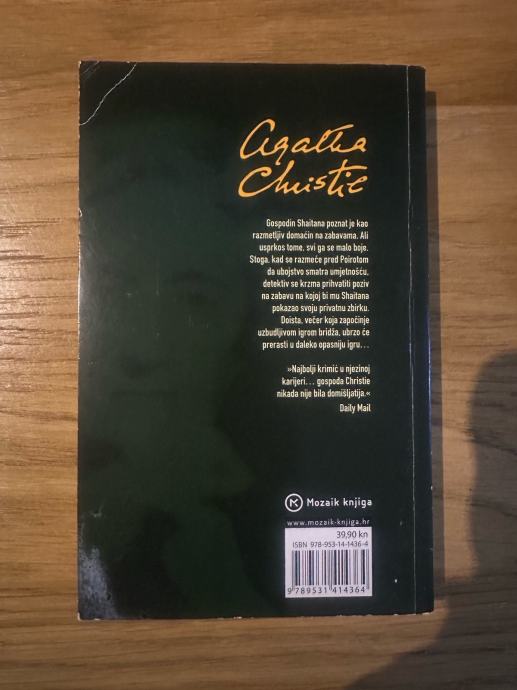 Agatha
Christie
Gospodin Shaitana poznat je kao
razmetljiv domaćin na zabavama. Ali
usprkos tome, svi ga se malo boje.
Stoga, kad se razmeće pred Poirotom
da ubojstvo smatra umjetnošću,
detektiv se krzma prihvatiti poziv
na zabavu na kojoj bi mu Shaitana
pokazao svoju privatnu zbirku.
Doista, večer koja započinje
uzbudljivom igrom bridža, ubrzo će
prerasti u daleko opasniju igru...
»Najbolji krimić u njezinoj
karijeri... gospođa Christie
nikada nije bila domišljatija.«
Daily Mail
Mozaik knjiga
www.mozaik-knjiga.hr
39,90 kn
ISBN 978-953-14-1436-4
9 789531 414364